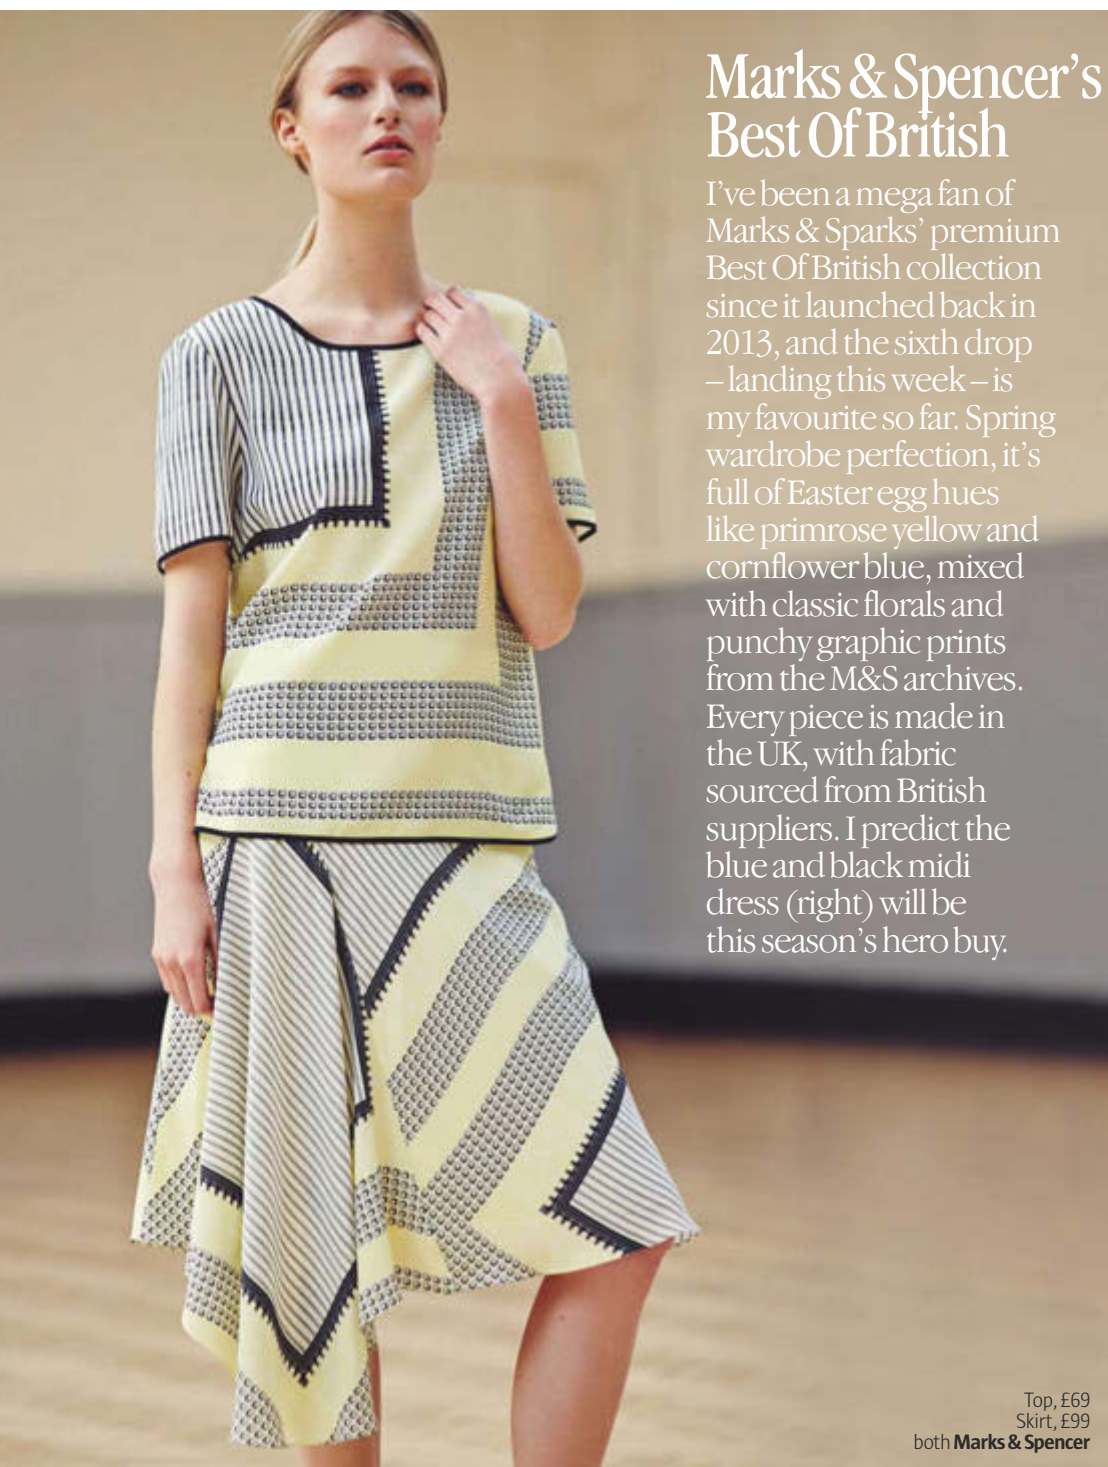 Marks & Spencer's
Best Of British
I've been a mega fan of
Marks & Sparks' premium
Best Of British collection
since it launched back in
2013, and the sixth drop
– landing this week – is
my favourite so far. Spring
wardrobe perfection, it's
full of Easter egg hues
like primrose yellow and
cornflower blue, mixed
with classic florals and
punchy graphic prints
from the M&S archives.
Every piece is made in
the UK, with fabric
sourced from British
suppliers. I predict the
blue and black midi
dress (right) will be
this season's hero buy.
Top, £69
Skirt, £99
both Marks & Spencer